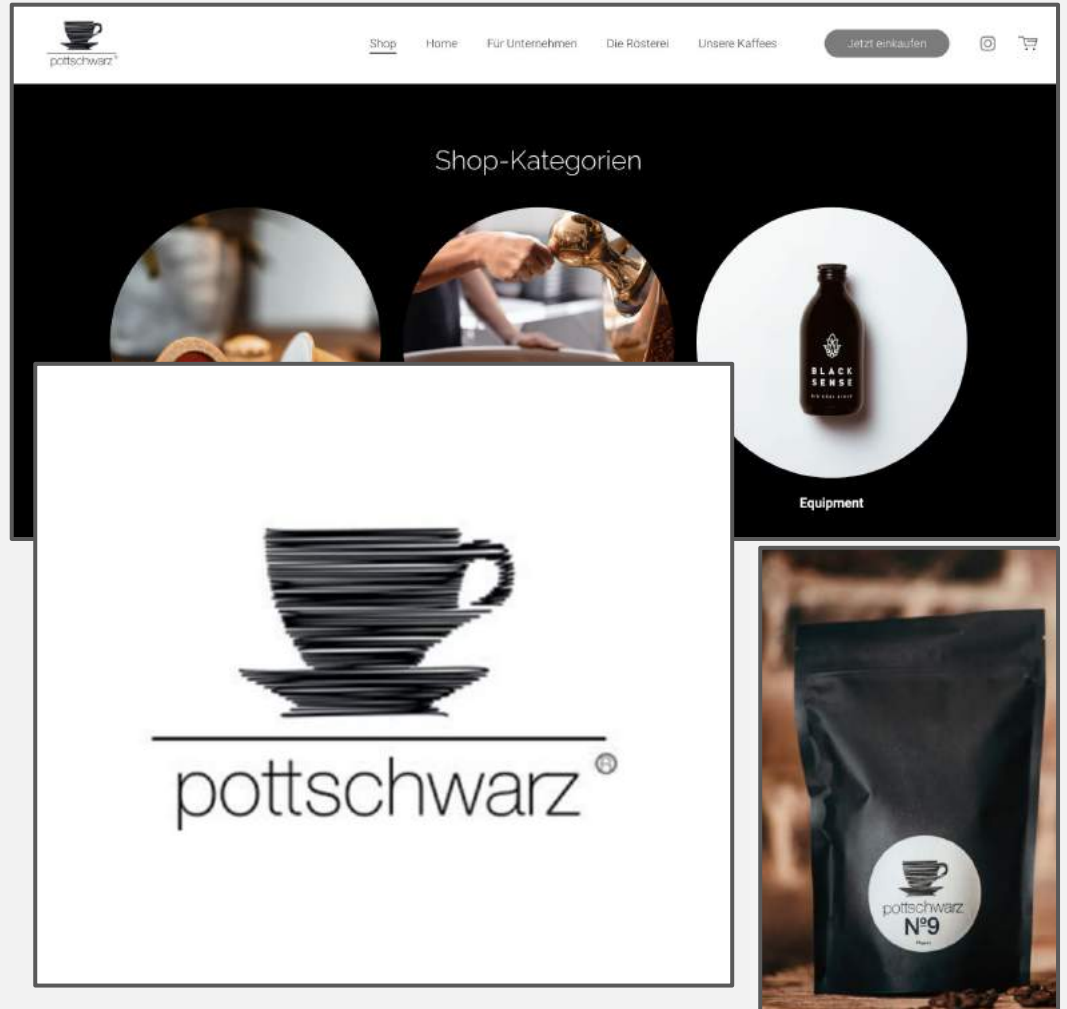 pottschwarz®
Shop
Home
Für Unternehmen
Die Rösterei
Unsere Kaffees
Jetzt einkaufen
Shop-Kategorien
BLACK
SENSE
Equipment
pottschwarz®
pottschwarz
Nº9